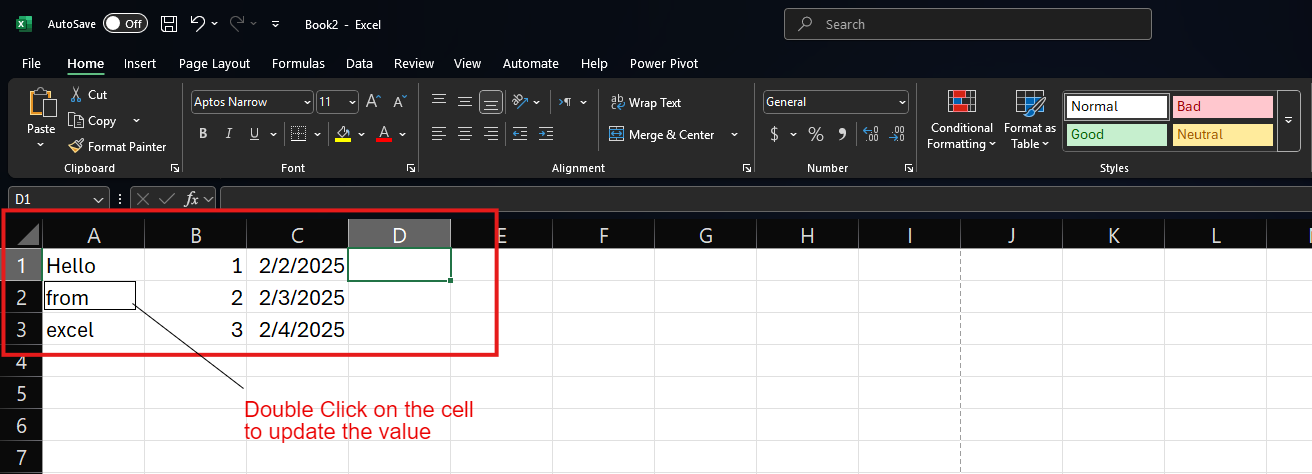 AutoSave Off Book2 - Excel Search
File Home Insert Page Layout Formulas Data Review View Automate Help Power Pivot
Paste Cut Copy Format Painter
Clipboard
Aptos Narrow 11
B I U A
Font
ab Wrap Text
Merge & Center
Alignment
General
$ % 9 .00
Number
Conditional Formatting Format as Table
Normal Bad
Good Neutral
Styles
D1 fx
A B C D E F G H I J K L
1 Hello 1 2/2/2025
2 from 2 2/3/2025
3 excel 3 2/4/2025
4
5
6
7
Double Click on the cell
to update the value